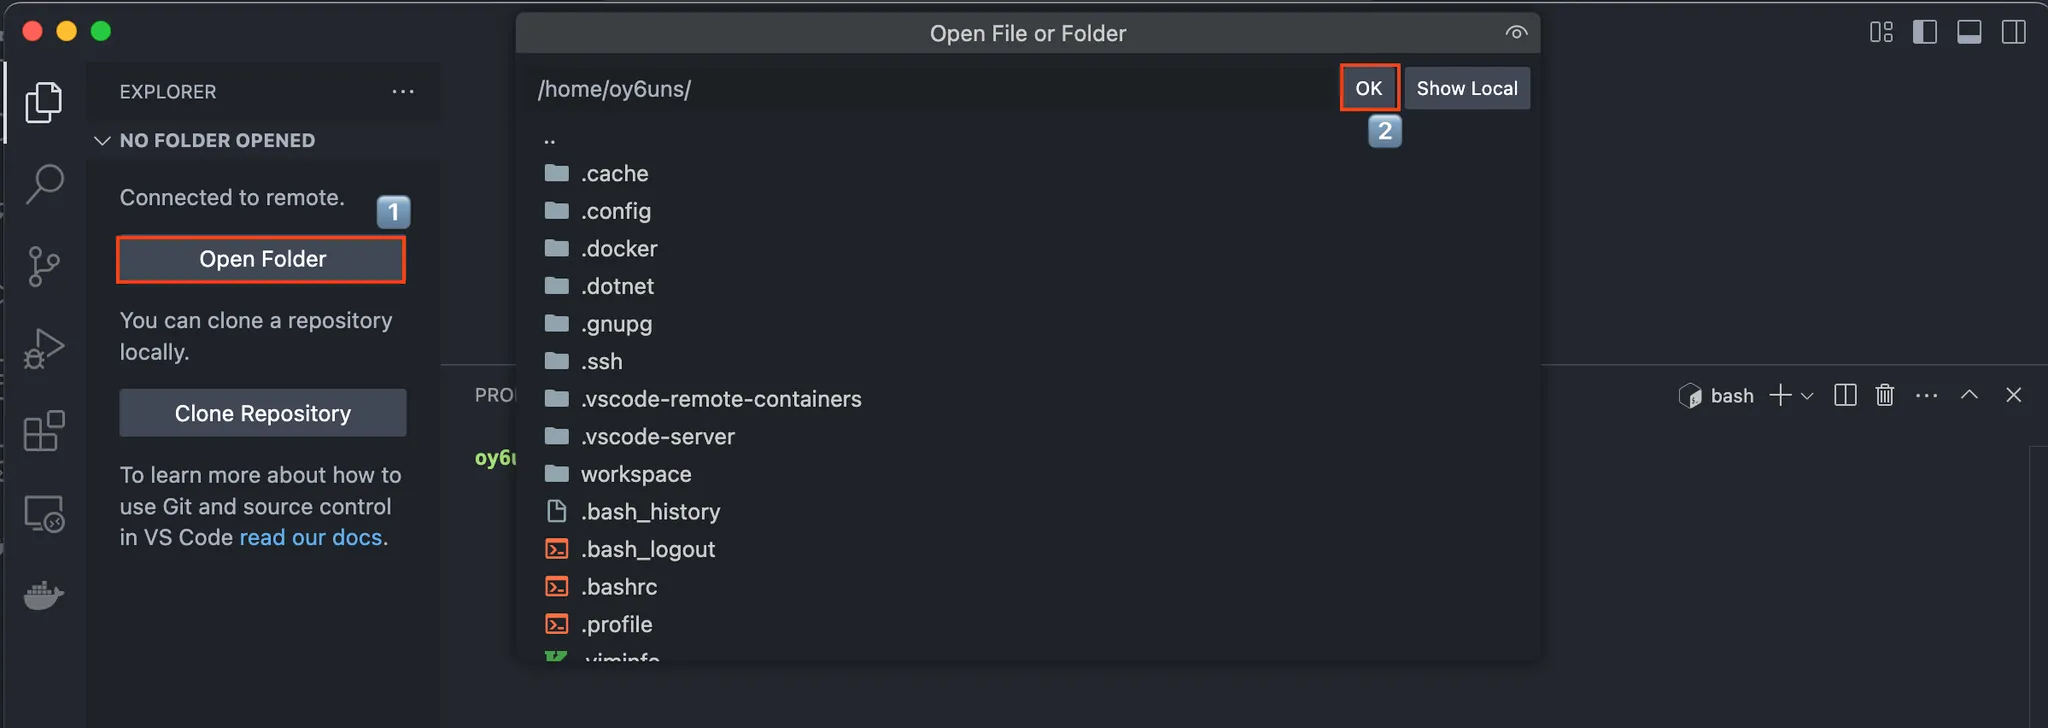 Open File or Folder
EXPLORER
/home/oy6uns/
OK
Show Local
2
NO FOLDER OPENED
Connected to remote.
1
Open Folder
You can clone a repository
locally.
Clone Repository
To learn more about how to
use Git and source control
in VS Code read our docs.
..
.cache
.config
.docker
.dotnet
.gnupg
.ssh
.vscode-remote-containers
.vscode-server
workspace
.bash_history
.bash_logout
.bashrc
.profile
.viminfo
PRO
bash
oy6u